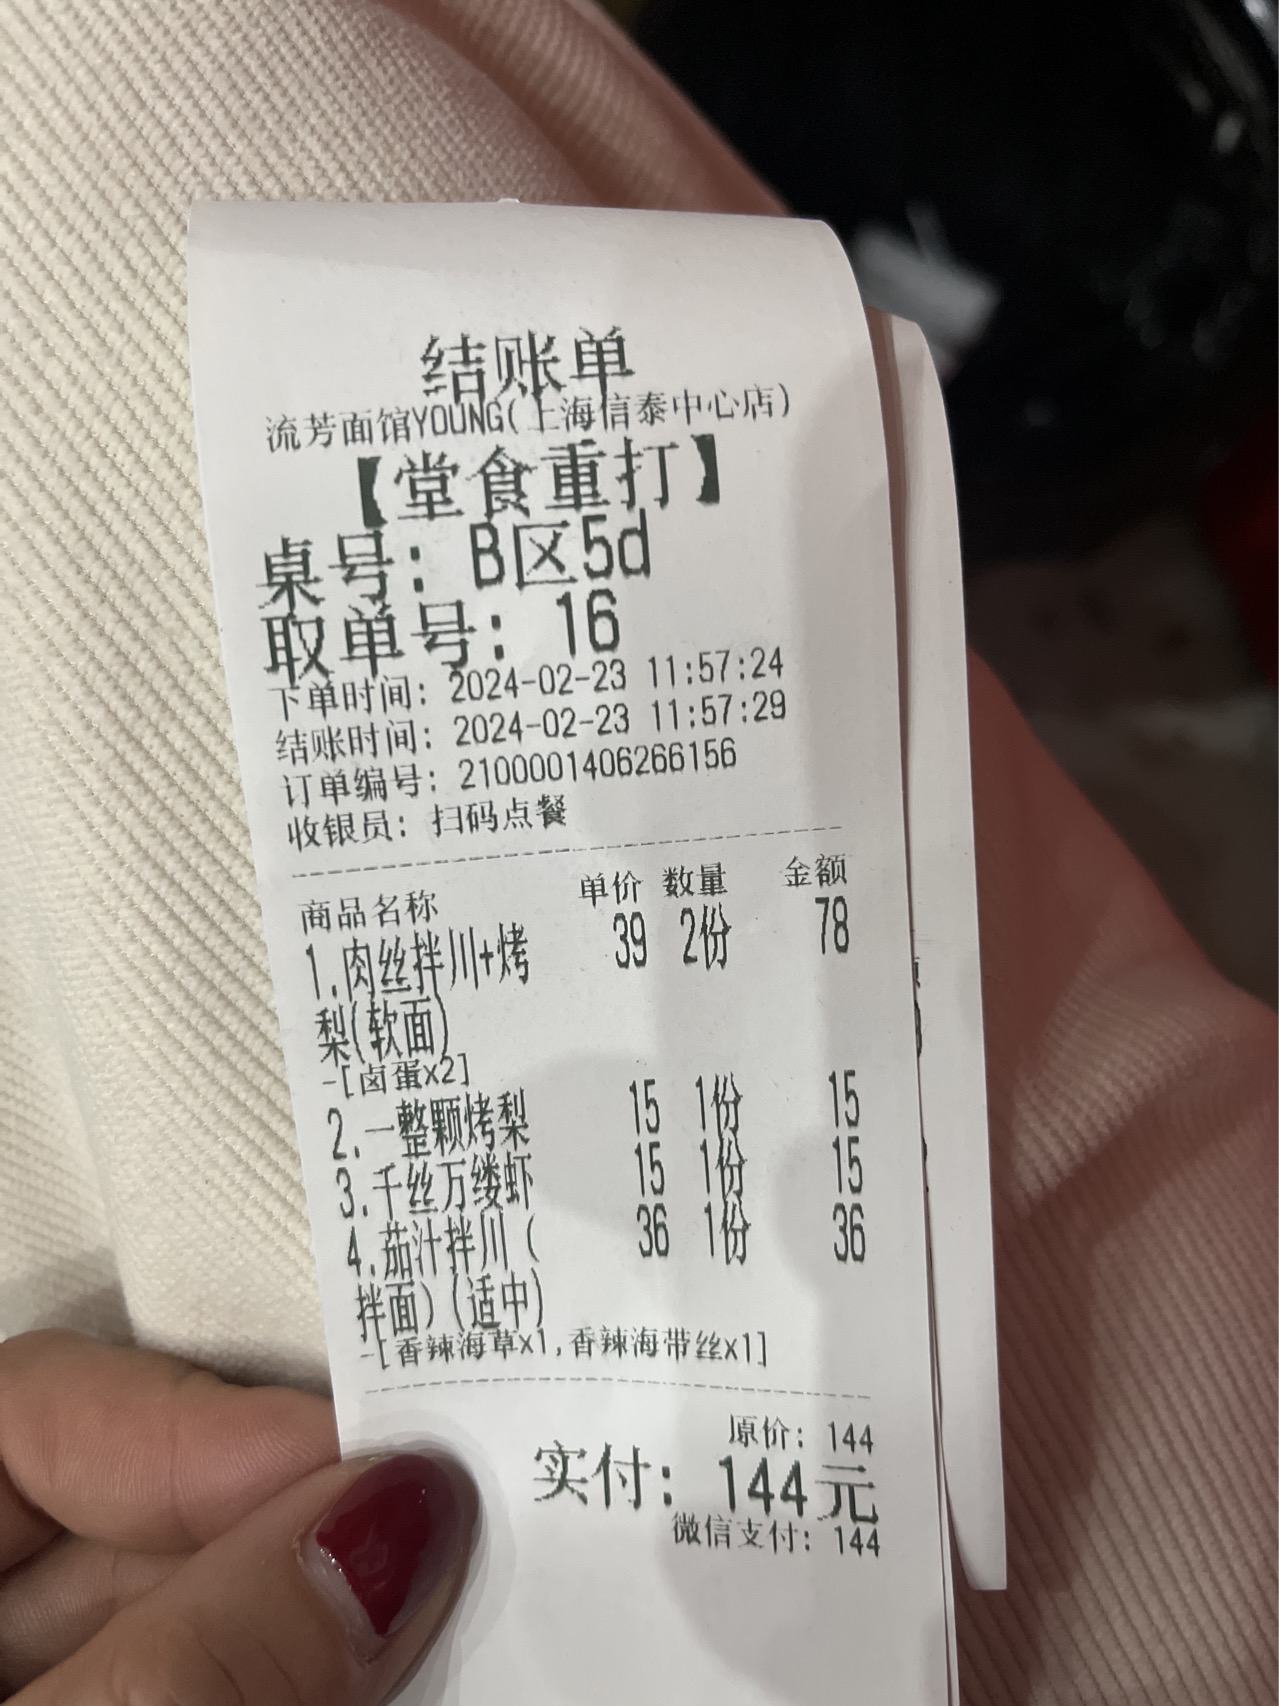 结账单
流芳面馆YOUNG(上海信泰中心店)
【堂食重打】
桌号: B区5d
取单号: 16
下单时间: 2024-02-23 11:57:24
结账时间: 2024-02-23 11:57:29
订单编号: 2100001406266156
收银员: 扫码点餐
商品名称 单价 数量 金额
1.肉丝拌川+烤 39 2份 78
梨(软面)
-[卤蛋x2]
2.一整颗烤梨 15 1份 15
3.千丝万缕虾 15 1份 15
4.茄汁拌川( 36 1份 36
拌面)(适中)
-[香辣海草x1,香辣海带丝x1]
原价: 144
实付: 144元
微信支付: 144